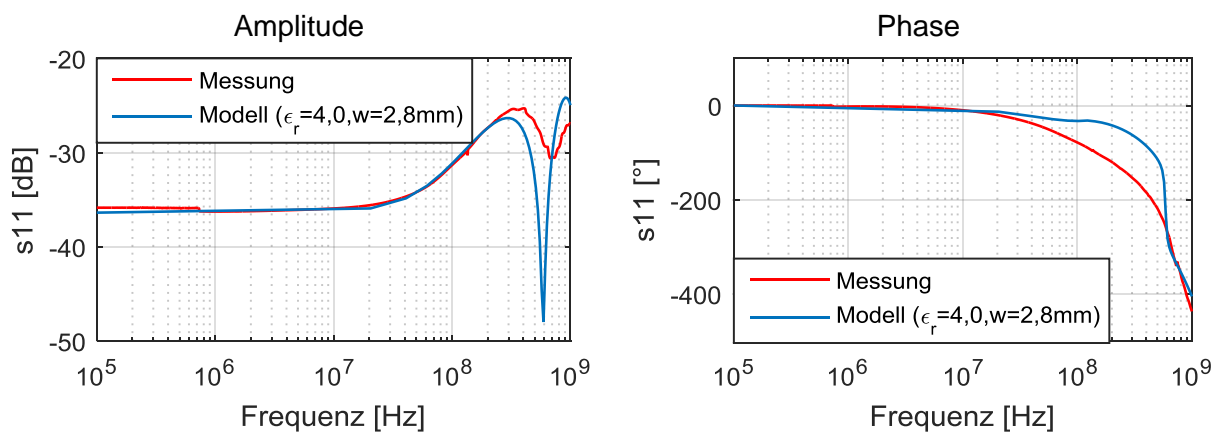 Amplitude
-20
-30
-40
-50
s11 [dB]
Messung
Modell (ϵr=4,0,w=2,8mm)
10^5
10^6
10^7
10^8
10^9
Frequenz [Hz]
Phase
0
-200
-400
s11 [°]
Messung
Modell (ϵr=4,0,w=2,8mm)
10^5
10^6
10^7
10^8
10^9
Frequenz [Hz]